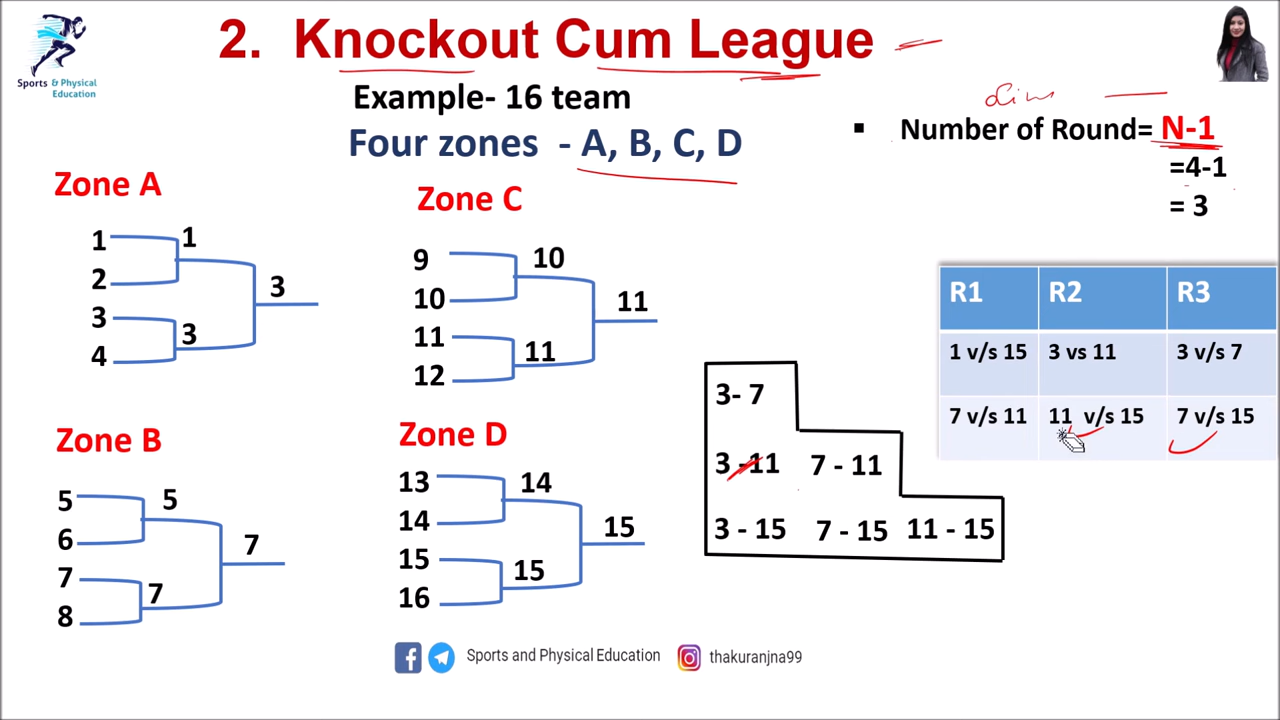 2. Knockout Cum League
Sports & Physical
Education
Example- 16 team
Four zones - A, B, C, D
▪ Number of Round= N-1
=4-1
= 3
Zone A
1
2
3
4
1
3
3
Zone C
9
10
11
12
10
11
11
Zone B
5
6
7
8
5
7
7
Zone D
13
14
15
16
14
15
15
3- 7
3 -11 7 - 11
3 - 15 7 - 15 11 - 15
R1 R2 R3
1 v/s 15 3 vs 11 3 v/s 7
7 v/s 11 11 v/s 15 7 v/s 15
Sports and Physical Education thakuranjna99